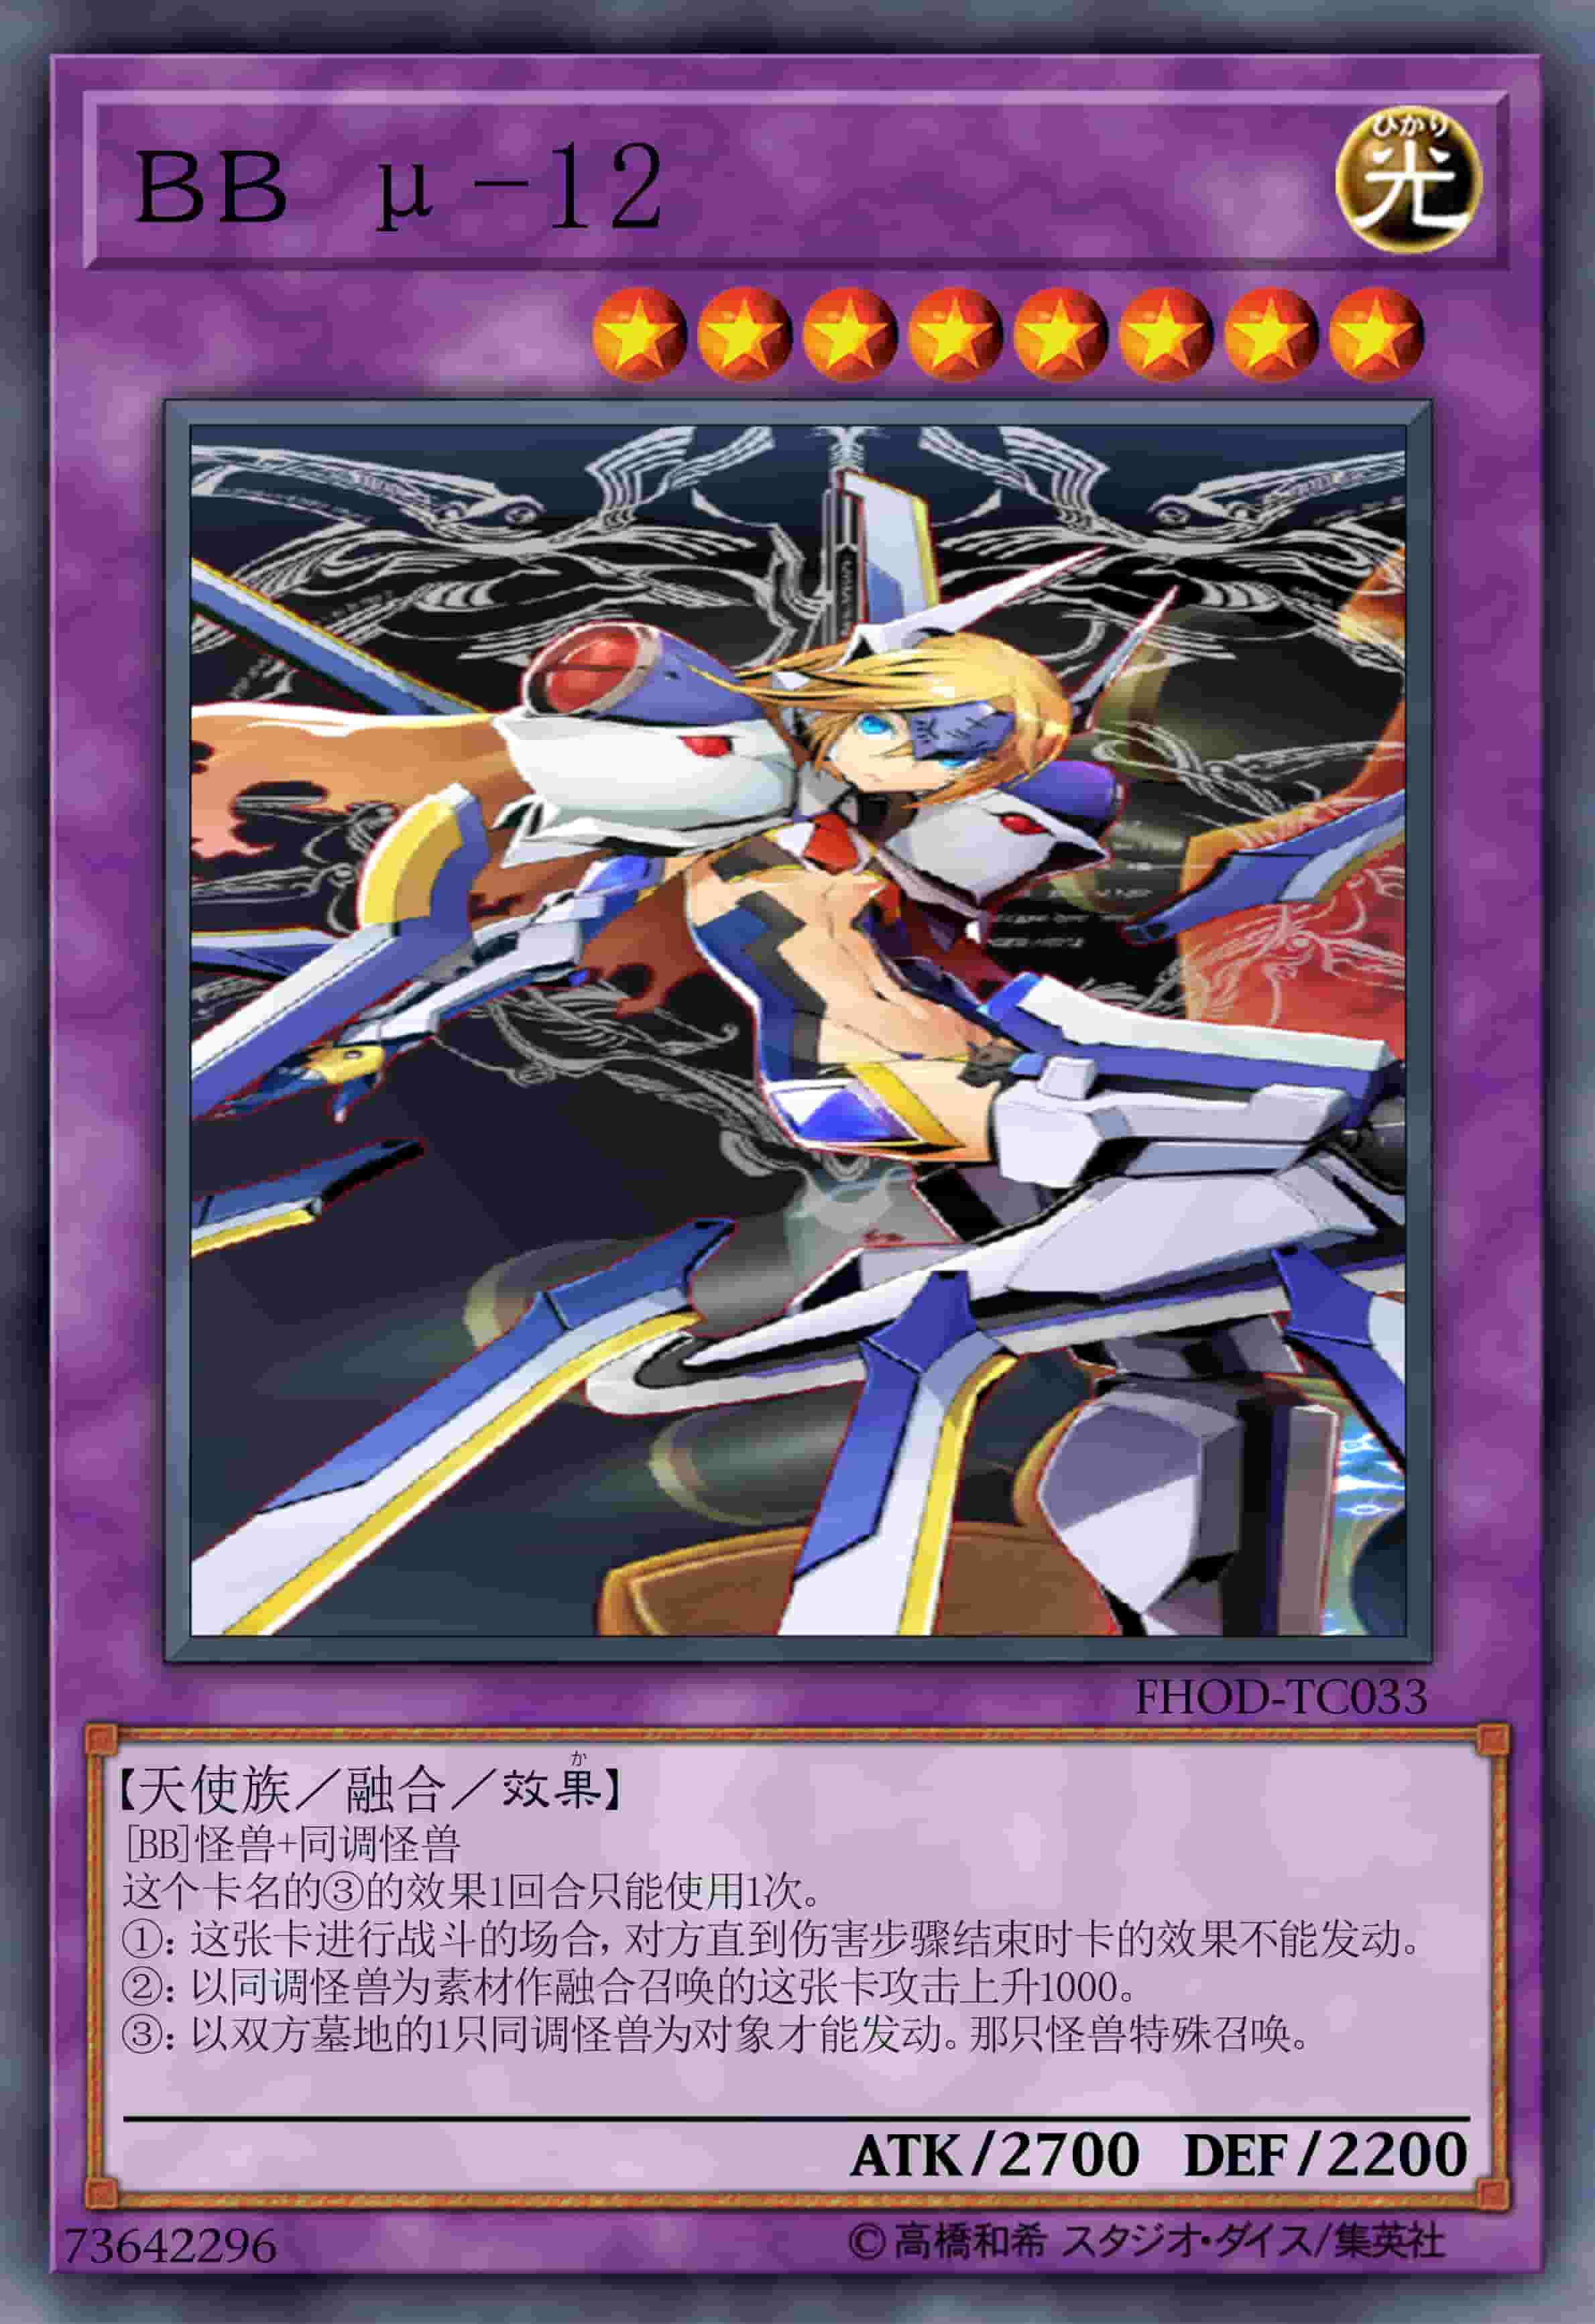 BB μ-12
ひかり
光
FHOD-TC033
【天使族／融合／効果】
か
[BB]怪兽+同调怪兽
这个卡名的③的效果1回合只能使用1次。
①：这张卡进行战斗的场合，对方直到伤害步骤结束时卡的效果不能发动。
②：以同调怪兽为素材作融合召唤的这张卡攻击上升1000。
③：以双方墓地的1只同调怪兽为对象才能发动。那只怪兽特殊召唤。
ATK/2700 DEF/2200
73642296
©高橋和希 スタジオ・ダイス/集英社